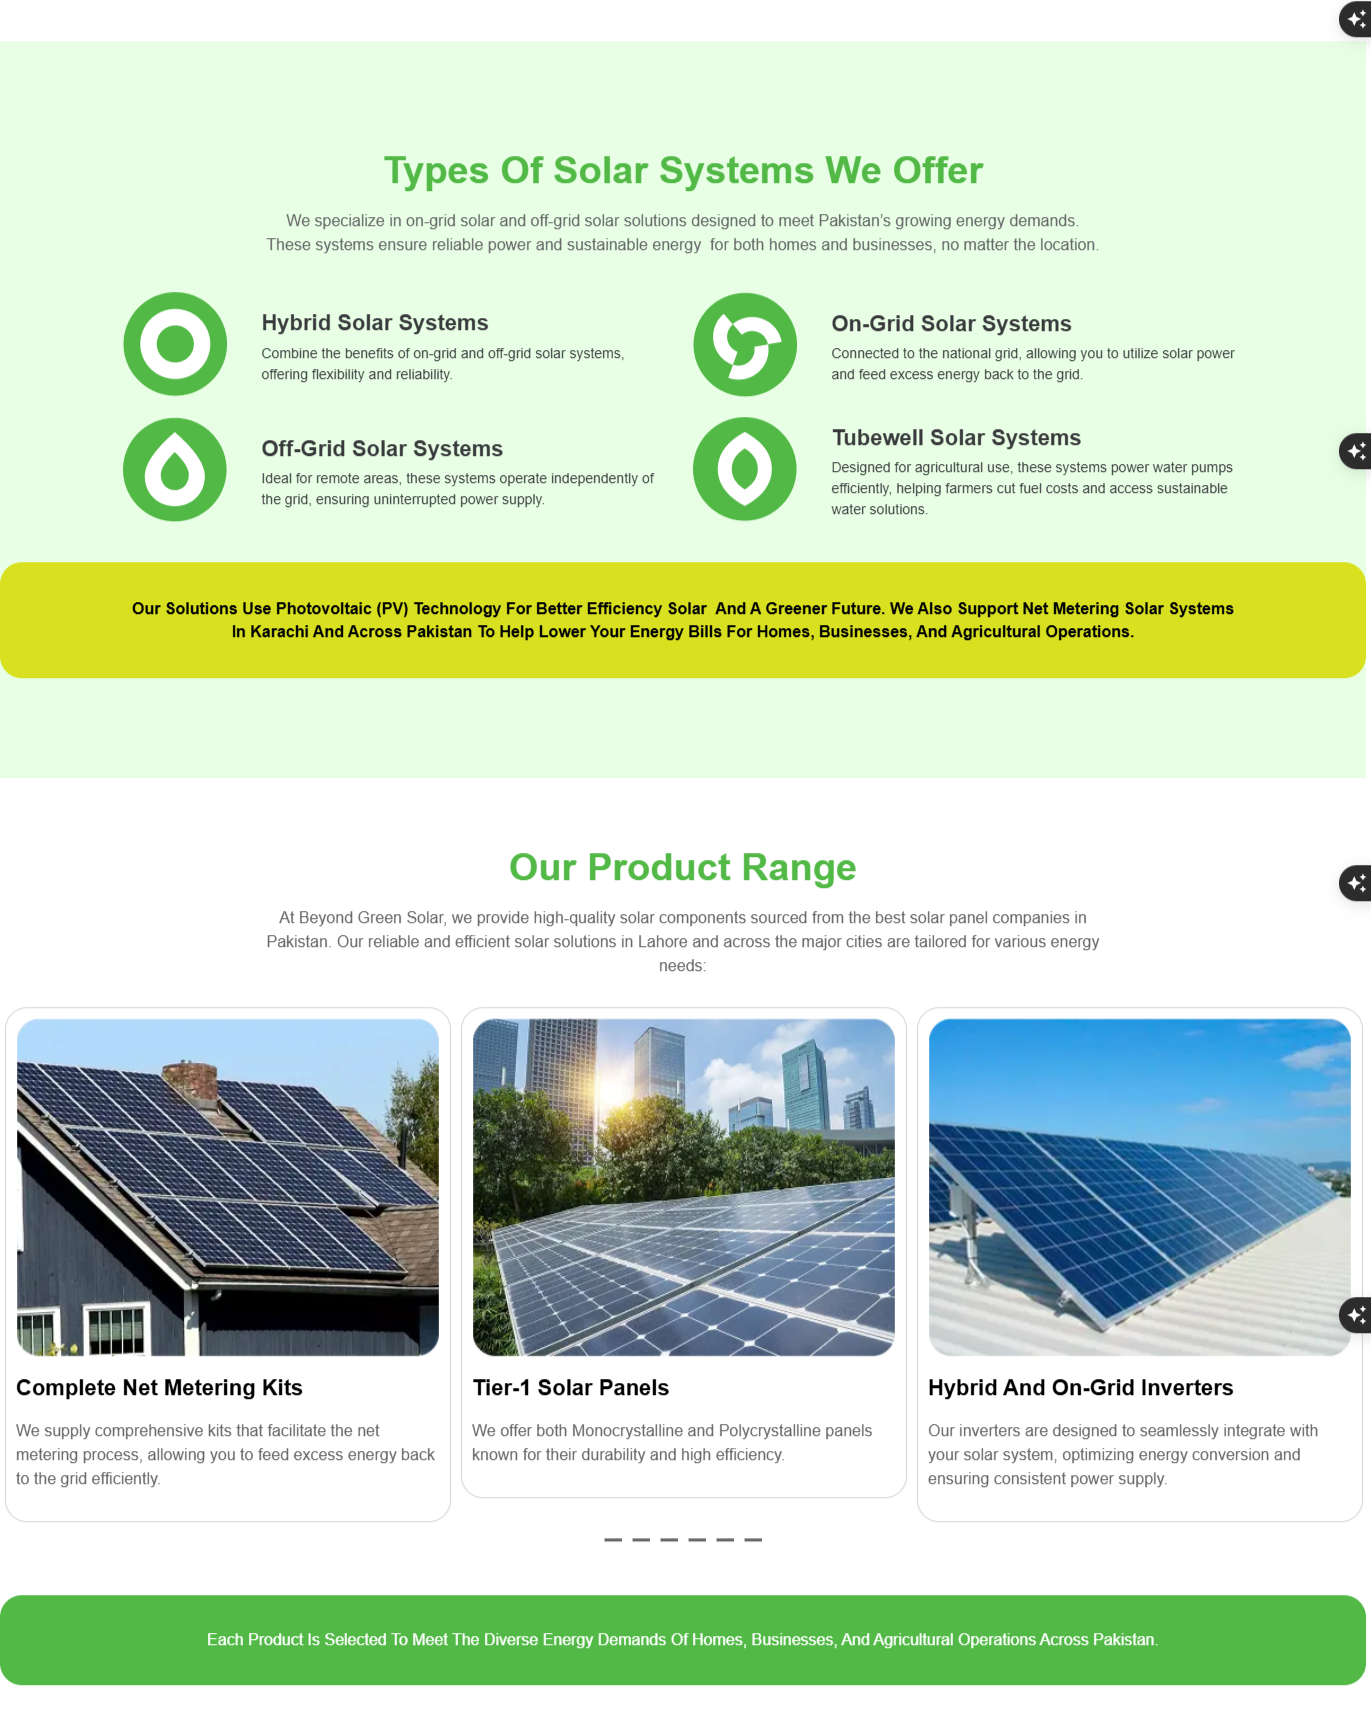 Types Of Solar Systems We Offer
We specialize in on-grid solar and off-grid solar solutions designed to meet Pakistan’s growing energy demands.
These systems ensure reliable power and sustainable energy  for both homes and businesses, no matter the location.
Hybrid Solar Systems
Combine the benefits of on-grid and off-grid solar systems,
offering flexibility and reliability.
On-Grid Solar Systems
Connected to the national grid, allowing you to utilize solar power
and feed excess energy back to the grid.
Off-Grid Solar Systems
Ideal for remote areas, these systems operate independently of
the grid, ensuring uninterrupted power supply.
Tubewell Solar Systems
Designed for agricultural use, these systems power water pumps
efficiently, helping farmers cut fuel costs and access sustainable
water solutions.
Our Solutions Use Photovoltaic (PV) Technology For Better Efficiency Solar  And A Greener Future. We Also Support Net Metering Solar Systems
In Karachi And Across Pakistan To Help Lower Your Energy Bills For Homes, Businesses, And Agricultural Operations.
Our Product Range
At Beyond Green Solar, we provide high-quality solar components sourced from the best solar panel companies in
Pakistan. Our reliable and efficient solar solutions in Lahore and across the major cities are tailored for various energy
needs:
Complete Net Metering Kits
We supply comprehensive kits that facilitate the net
metering process, allowing you to feed excess energy back
to the grid efficiently.
Tier-1 Solar Panels
We offer both Monocrystalline and Polycrystalline panels
known for their durability and high efficiency.
Hybrid And On-Grid Inverters
Our inverters are designed to seamlessly integrate with
your solar system, optimizing energy conversion and
ensuring consistent power supply.
Each Product Is Selected To Meet The Diverse Energy Demands Of Homes, Businesses, And Agricultural Operations Across Pakistan.